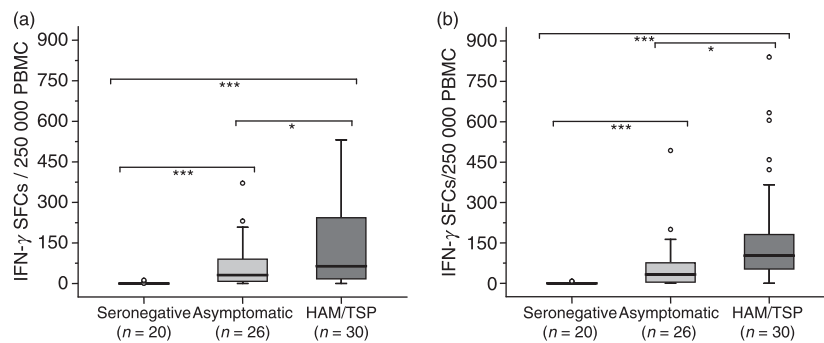 (a)
IFN-γ SFCs / 250 000 PBMC
900
750
600
450
300
150
0
***
*
***
Seronegative Asymptomatic HAM/TSP
(n = 20) (n = 26) (n = 30)
(b)
IFN-γ SFCs/250 000 PBMC
900
750
600
450
300
150
0
***
*
***
Seronegative Asymptomatic HAM/TSP
(n = 20) (n = 26) (n = 30)